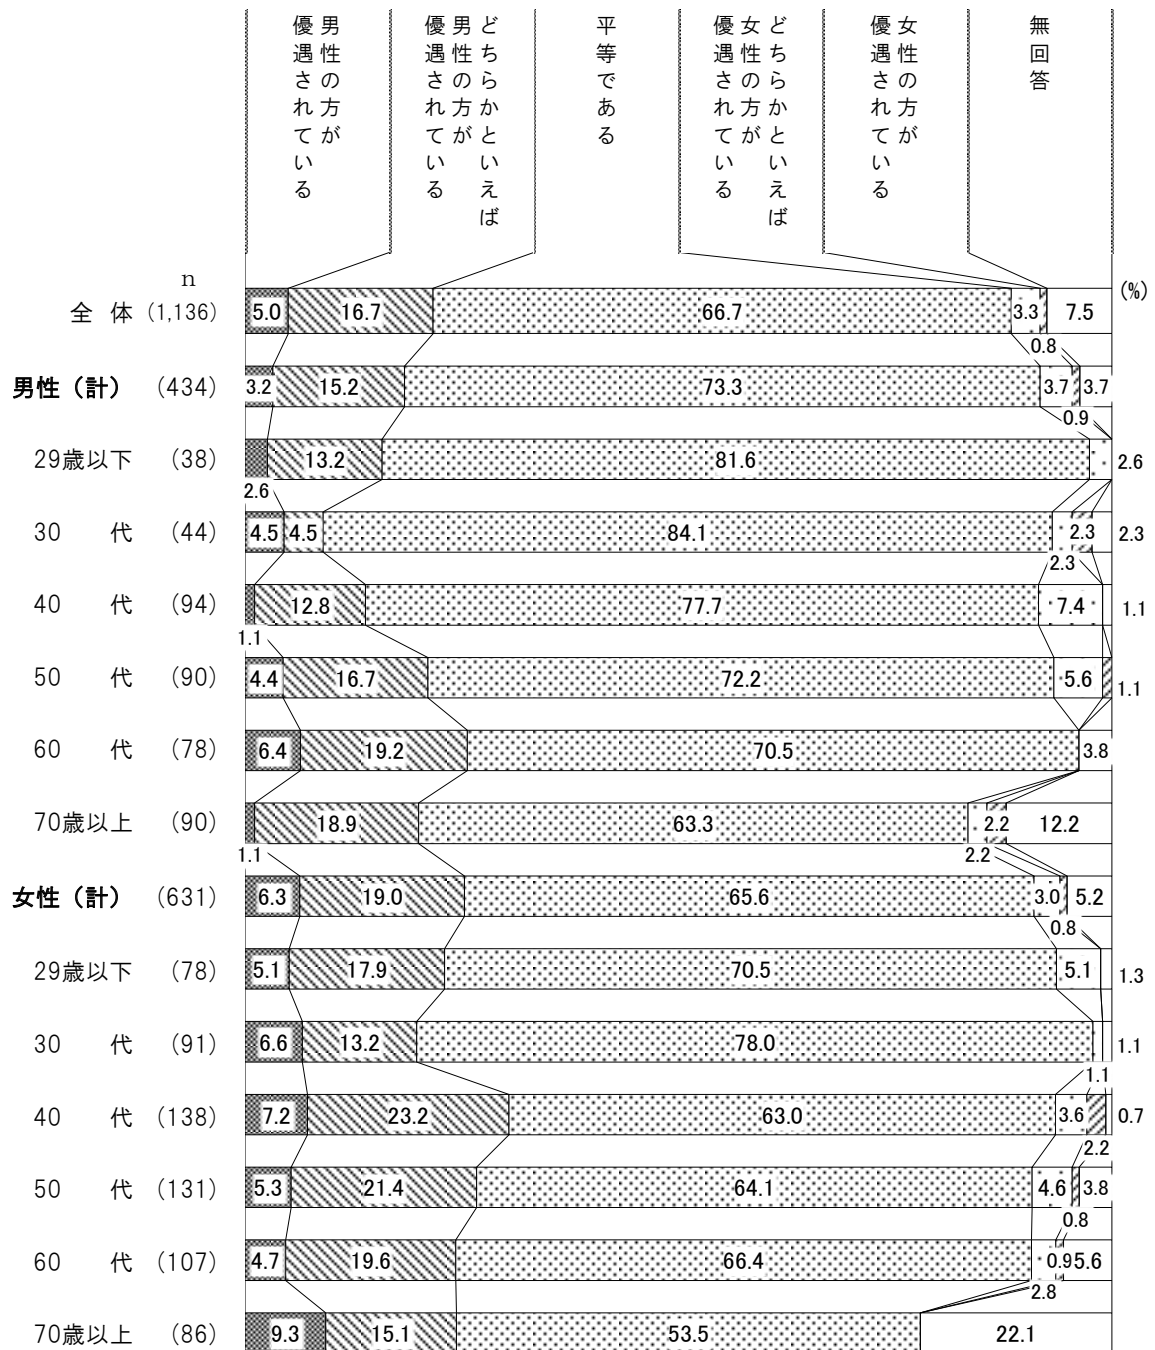 男性の方が
優遇されている
どちらかといえば
男性の方が
優遇されている
平等である
どちらかといえば
女性の方が
優遇されている
女性の方が
優遇されている
無回答
n
(%)
全 体 (1,136) 5.0 16.7 66.7 3.3 7.5
0.8
男性（計） (434) 3.2 15.2 73.3 3.7 3.7
0.9
29歳以下 (38) 13.2 81.6 2.6
2.6
30 代 (44) 4.5 4.5 84.1 2.3 2.3
2.3
40 代 (94) 12.8 77.7 7.4 1.1
1.1
50 代 (90) 4.4 16.7 72.2 5.6 1.1
60 代 (78) 6.4 19.2 70.5 3.8
70歳以上 (90) 18.9 63.3 2.2 12.2
1.1 2.2
女性（計） (631) 6.3 19.0 65.6 3.0 5.2
0.8
29歳以下 (78) 5.1 17.9 70.5 5.1 1.3
30 代 (91) 6.6 13.2 78.0 1.1
1.1
40 代 (138) 7.2 23.2 63.0 3.6 0.7
2.2
50 代 (131) 5.3 21.4 64.1 4.6 3.8
0.8
60 代 (107) 4.7 19.6 66.4 0.9 5.6
2.8
70歳以上 (86) 9.3 15.1 53.5 22.1